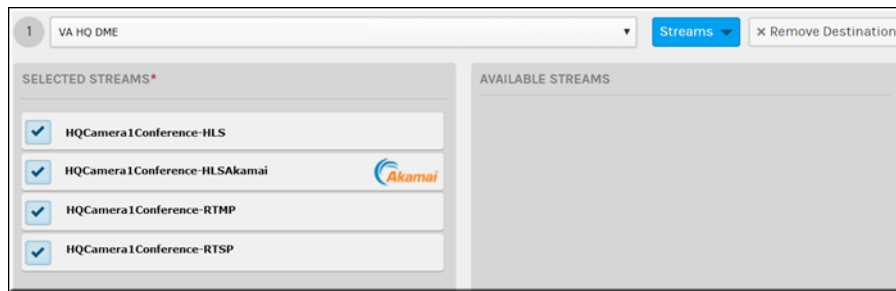 1 VA HQ DME Streams × Remove Destination
SELECTED STREAMS* AVAILABLE STREAMS
HQCamera1Conference-HLS
HQCamera1Conference-HLSAkamai Akamai
HQCamera1Conference-RTMP
HQCamera1Conference-RTSP